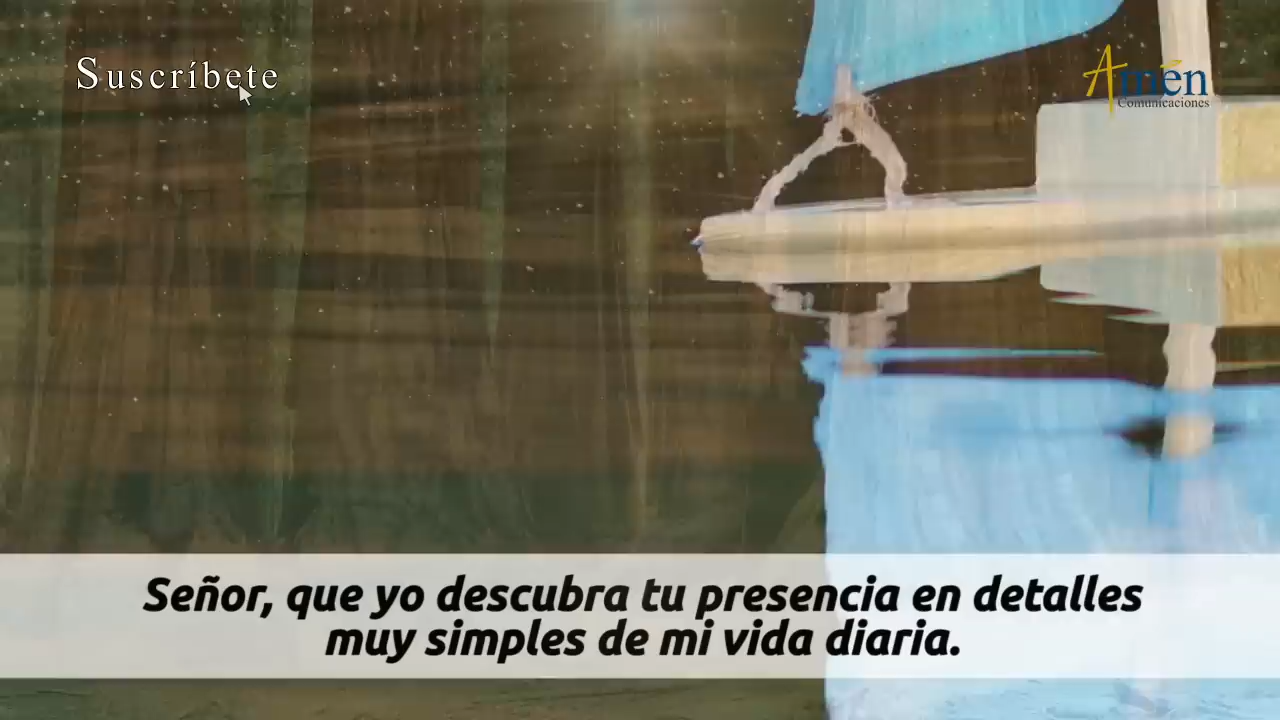 Suscríbete
Amén
Comunicaciones
Señor, que yo descubra tu presencia en detalles
muy simples de mi vida diaria.